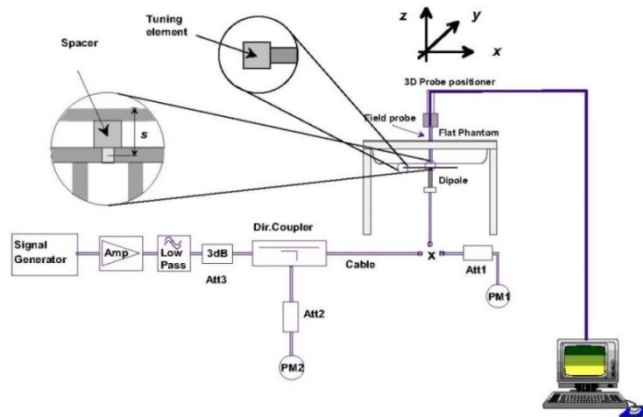 Tuning
element
Spacer
s
z
y
x
3D Probe positioner
Field probe
Flat Phantom
Dipole
Signal
Generator
Amp
Low
Pass
3dB
Att3
Dir.Coupler
Cable
x
Att1
PM1
Att2
PM2